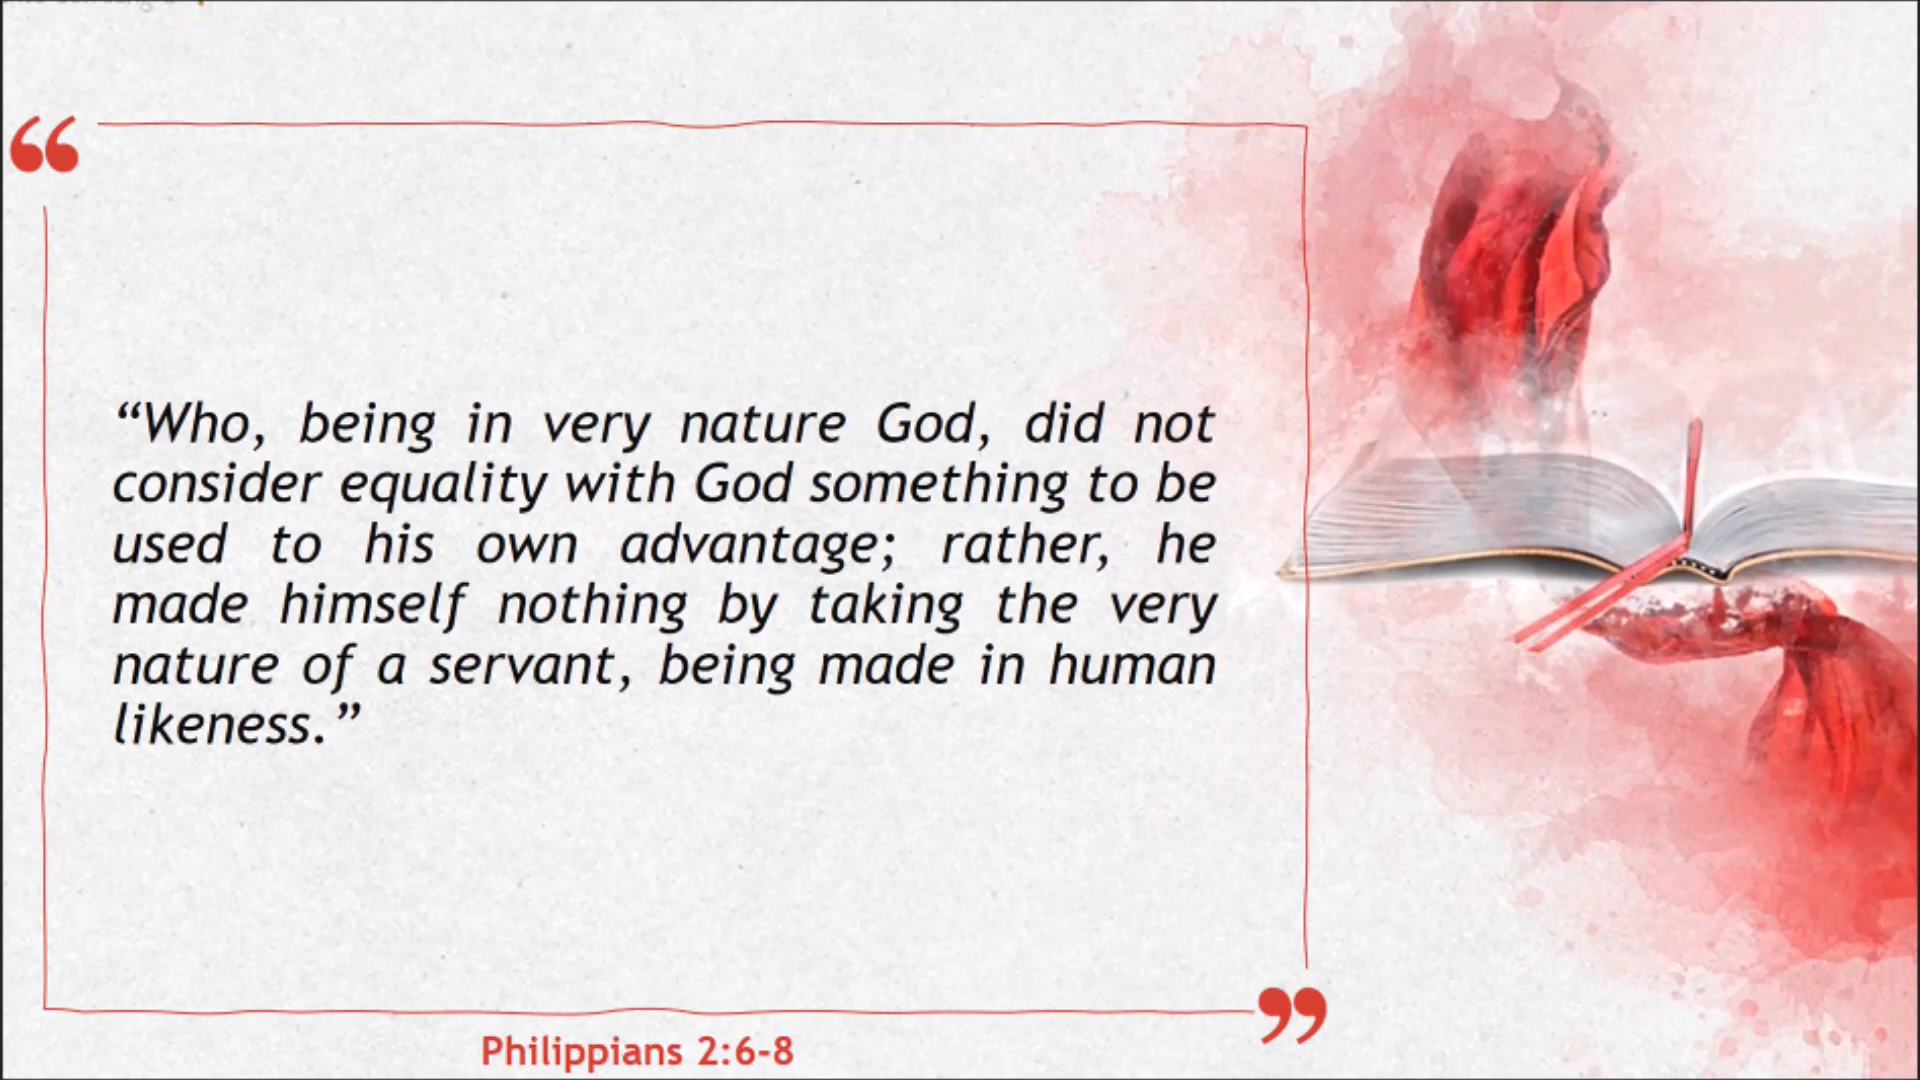 “Who, being in very nature God, did not
consider equality with God something to be
used to his own advantage; rather, he
made himself nothing by taking the very
nature of a servant, being made in human
likeness.”
Philippians 2:6-8